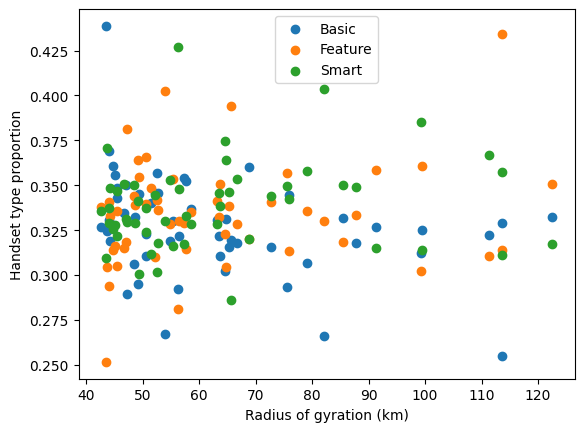 Basic
Feature
Smart
0.425
0.400
0.375
0.350
0.325
0.300
0.275
0.250
Handset type proportion
40 50 60 70 80 90 100 110 120
Radius of gyration (km)